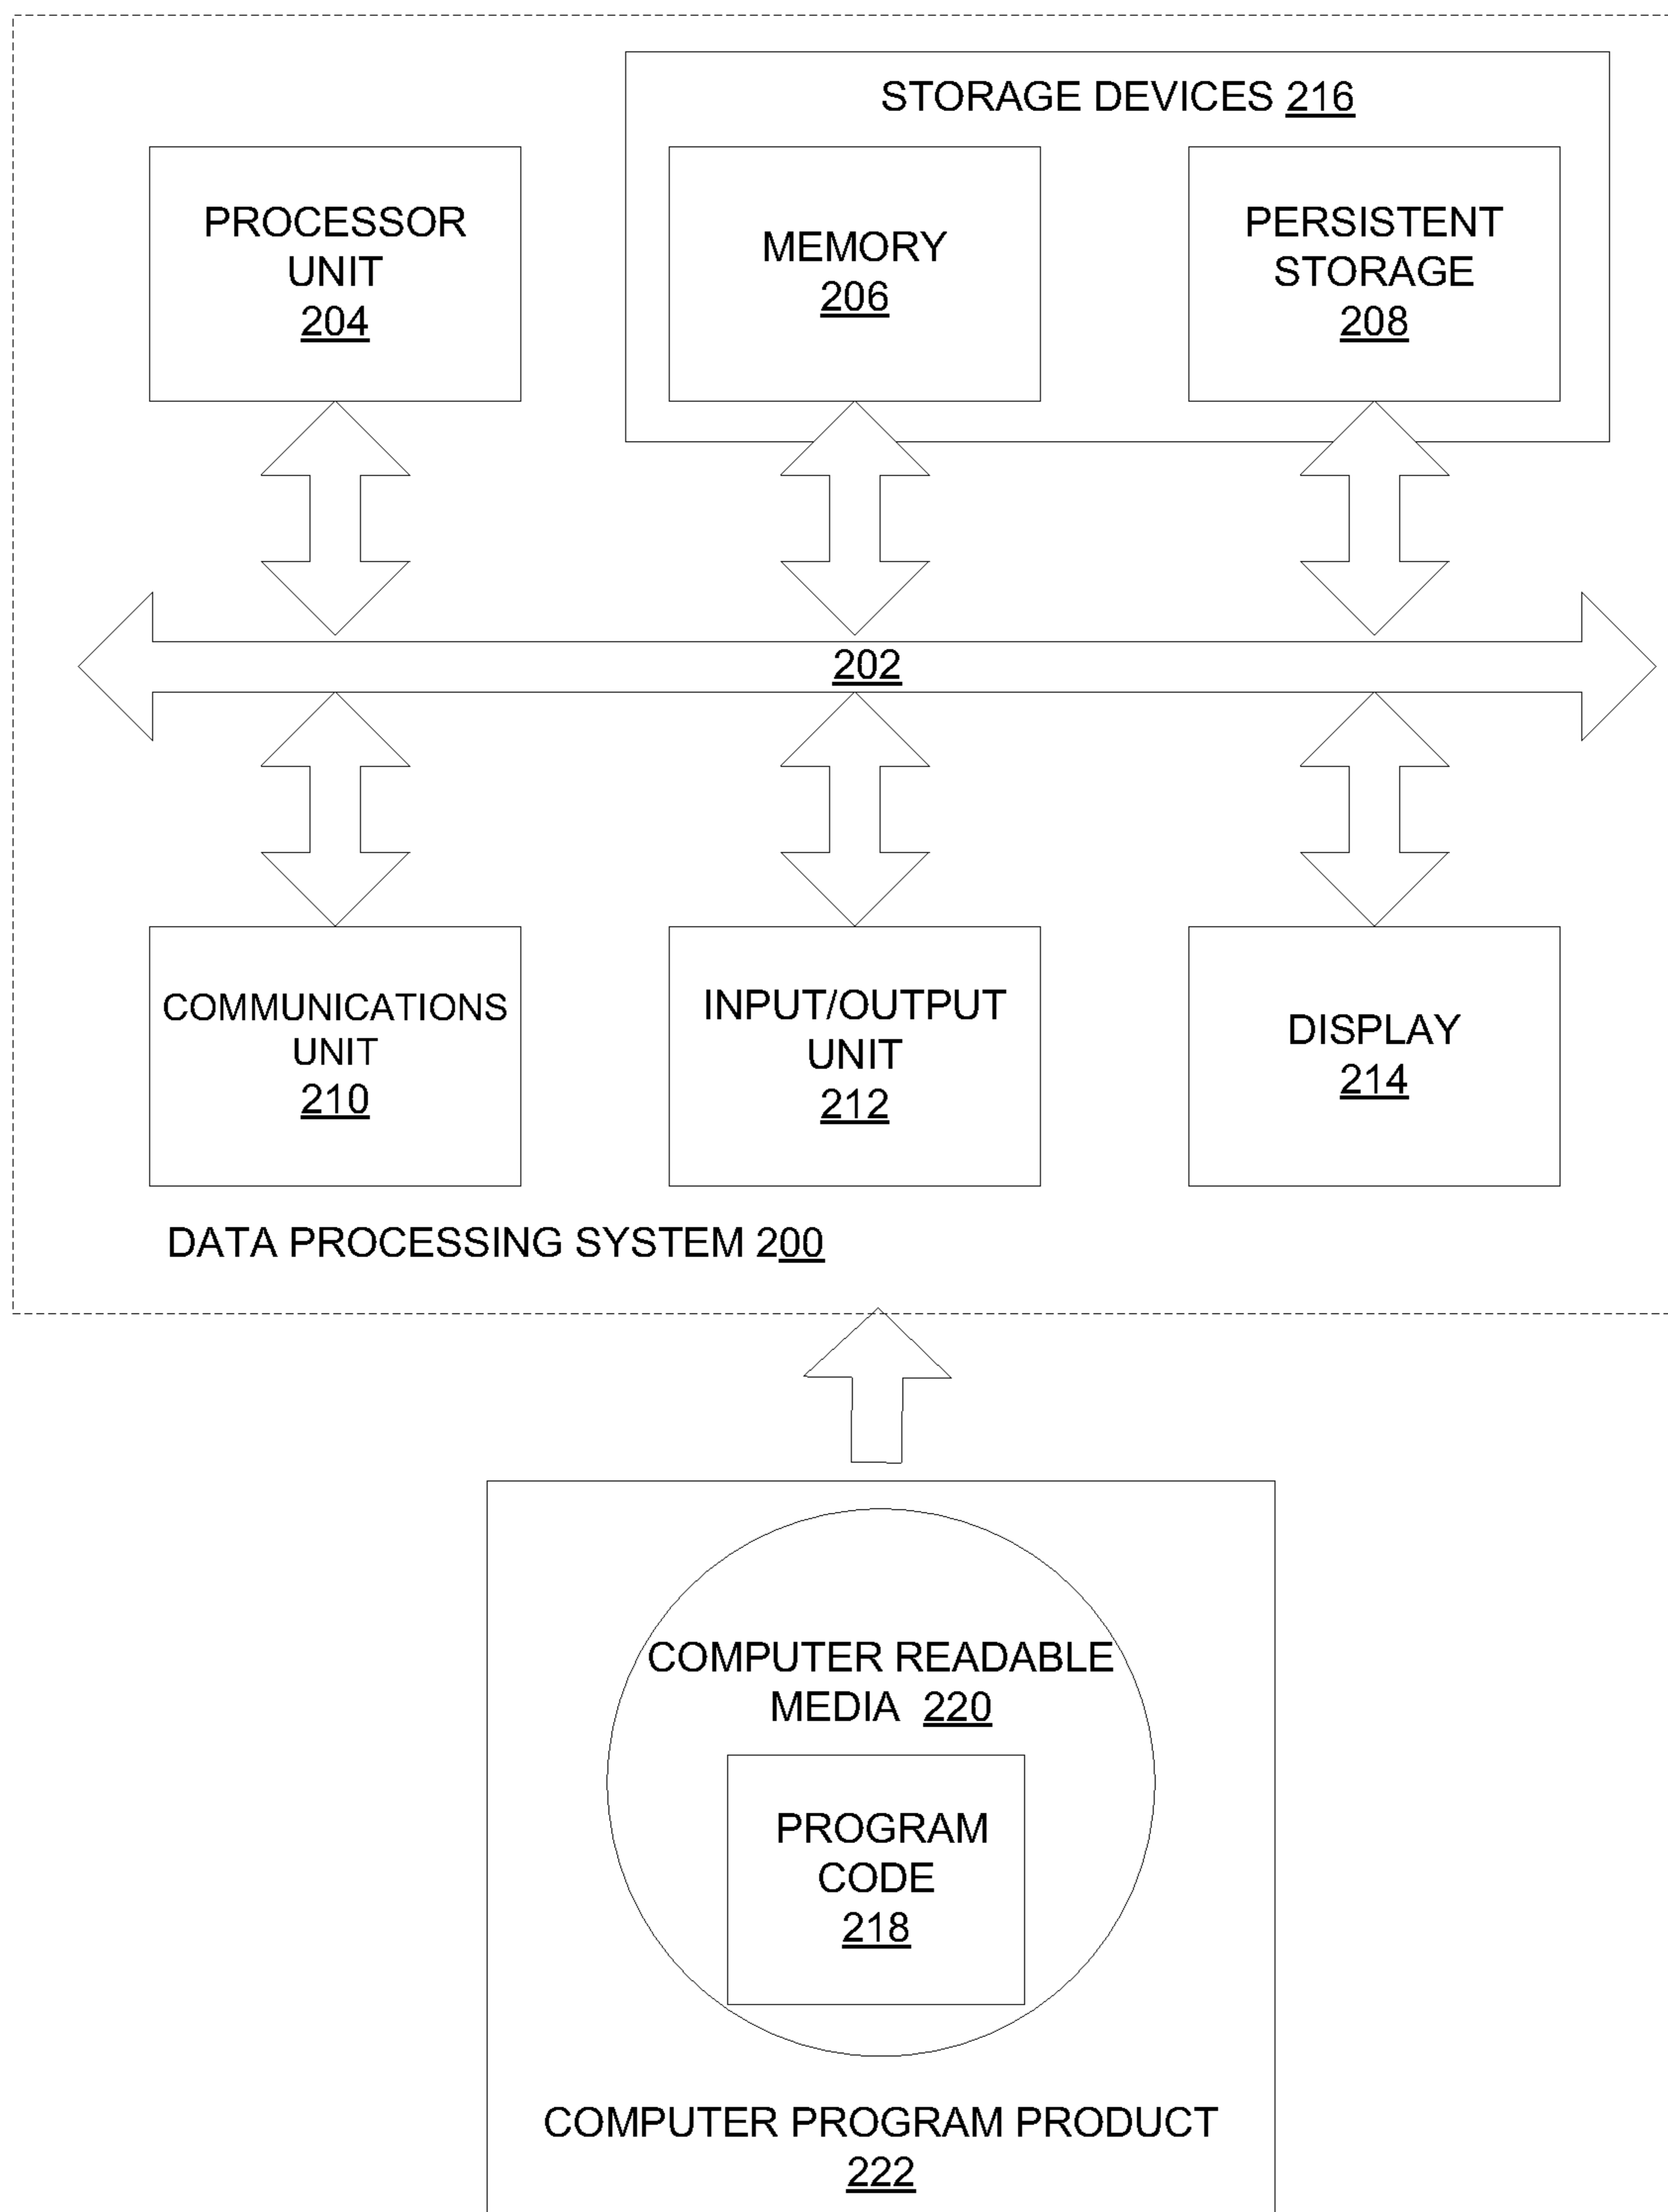 STORAGE DEVICES 216
PROCESSOR
UNIT
204
MEMORY
206
PERSISTENT
STORAGE
208
202
COMMUNICATIONS
UNIT
210
INPUT/OUTPUT
UNIT
212
DISPLAY
214
DATA PROCESSING SYSTEM 200
COMPUTER READABLE
MEDIA 220
PROGRAM
CODE
218
COMPUTER PROGRAM PRODUCT
222